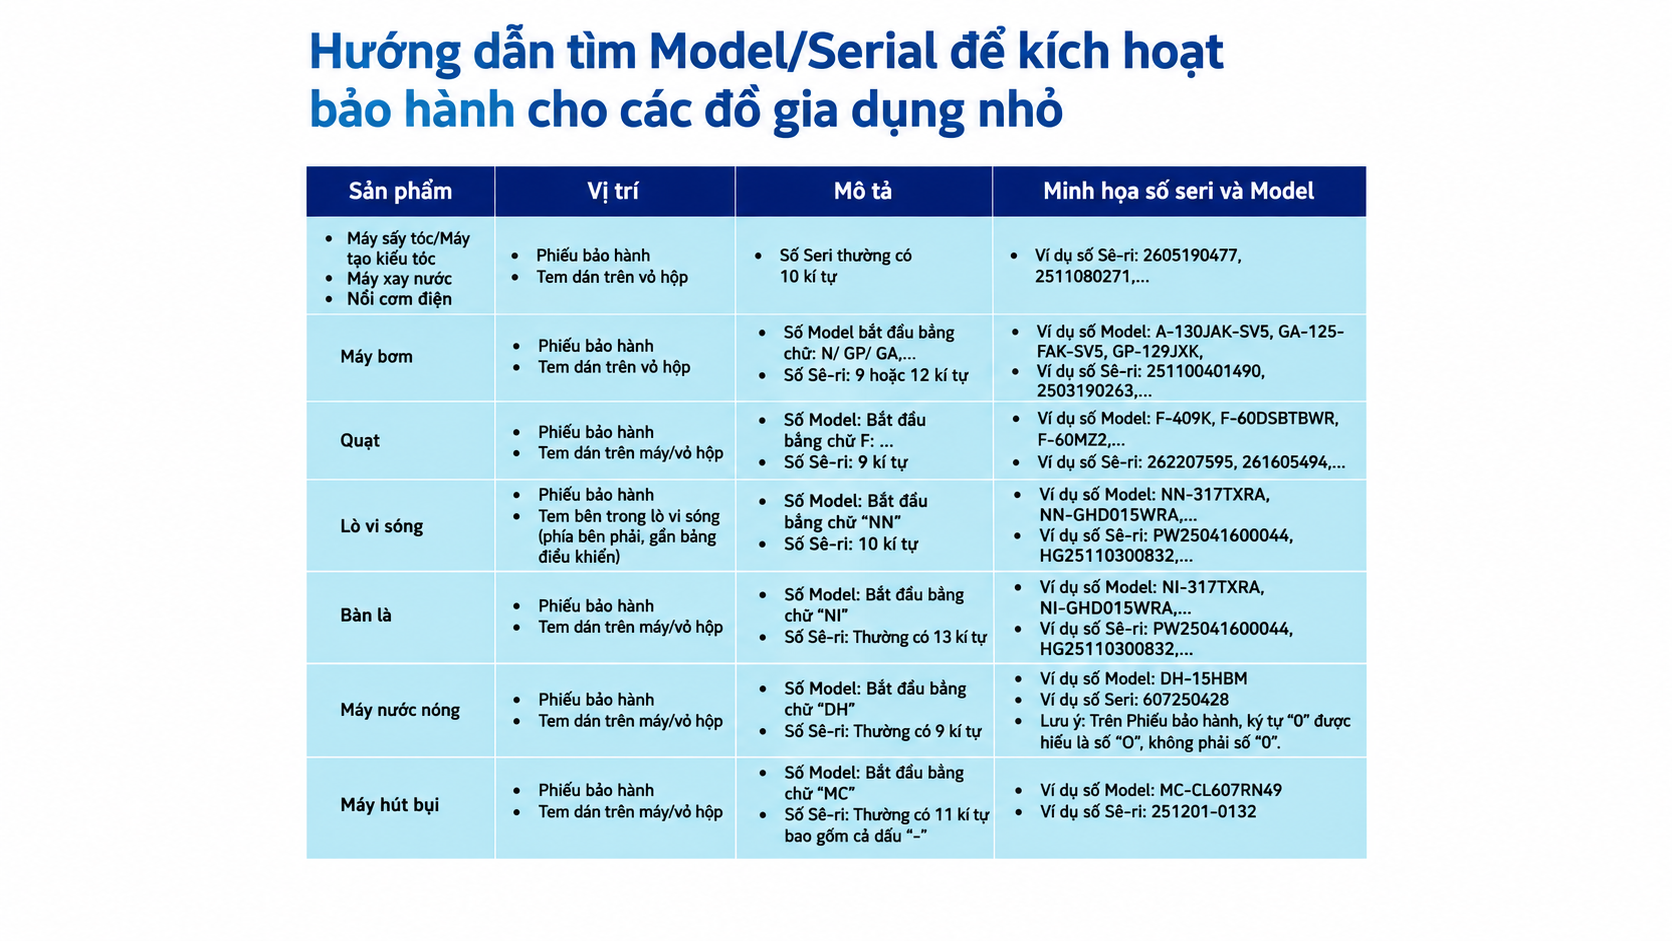 Hướng dẫn tìm Model/Serial để kích hoạt
bảo hành cho các đồ gia dụng nhỏ
Sản phẩm
Vị trí
Mô tả
Minh họa số seri và Model
• Máy sấy tóc/Máy
tạo kiểu tóc
• Máy xay nước
• Nồi cơm điện
• Phiếu bảo hành
• Tem dán trên vỏ hộp
• Số Seri thường có
10 kí tự
• Ví dụ số Sê-ri: 2605190477,
2511080271,...
Máy bơm
• Phiếu bảo hành
• Tem dán trên vỏ hộp
• Số Model bắt đầu bằng
chữ: N/ GP/ GA,...
• Số Sê-ri: 9 hoặc 12 kí tự
• Ví dụ số Model: A-130JAK-SV5, GA-125-
FAK-SV5, GP-129JXK,
• Ví dụ số Sê-ri: 251100401490,
2503190263,...
Quạt
• Phiếu bảo hành
• Tem dán trên máy/vỏ hộp
• Số Model: Bắt đầu
bằng chữ F: ...
• Số Sê-ri: 9 kí tự
• Ví dụ số Model: F-409K, F-60DSBTBWR,
F-60MZ2,...
• Ví dụ số Sê-ri: 262207595, 261605494,...
Lò vi sóng
• Phiếu bảo hành
• Tem bên trong lò vi sóng
(phía bên phải, gần bảng
điều khiển)
• Số Model: Bắt đầu
bằng chữ “NN”
• Số Sê-ri: 10 kí tự
• Ví dụ số Model: NN-317TXRA,
NN-GHD015WRA,...
• Ví dụ số Sê-ri: PW25041600044,
HG25110300832,...
Bàn là
• Phiếu bảo hành
• Tem dán trên máy/vỏ hộp
• Số Model: Bắt đầu bằng
chữ “NI”
• Số Sê-ri: Thường có 13 kí tự
• Ví dụ số Model: NI-317TXRA,
NI-GHD015WRA,...
• Ví dụ số Sê-ri: PW25041600044,
HG25110300832,...
Máy nước nóng
• Phiếu bảo hành
• Tem dán trên máy/vỏ hộp
• Số Model: Bắt đầu bằng
chữ “DH”
• Số Sê-ri: Thường có 9 kí tự
• Ví dụ số Model: DH-15HBM
• Ví dụ số Seri: 607250428
• Lưu ý: Trên Phiếu bảo hành, ký tự “0” được
hiểu là số “O”, không phải số “0”.
Máy hút bụi
• Phiếu bảo hành
• Tem dán trên máy/vỏ hộp
• Số Model: Bắt đầu bằng
chữ “MC”
• Số Sê-ri: Thường có 11 kí tự
bao gồm cả dấu “-”
• Ví dụ số Model: MC-CL607RN49
• Ví dụ số Sê-ri: 251201-0132